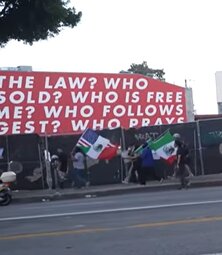 THE LAW? WHO
SOLD? WHO IS FREE
ME? WHO FOLLOWS
GEST? WHO PRAYS